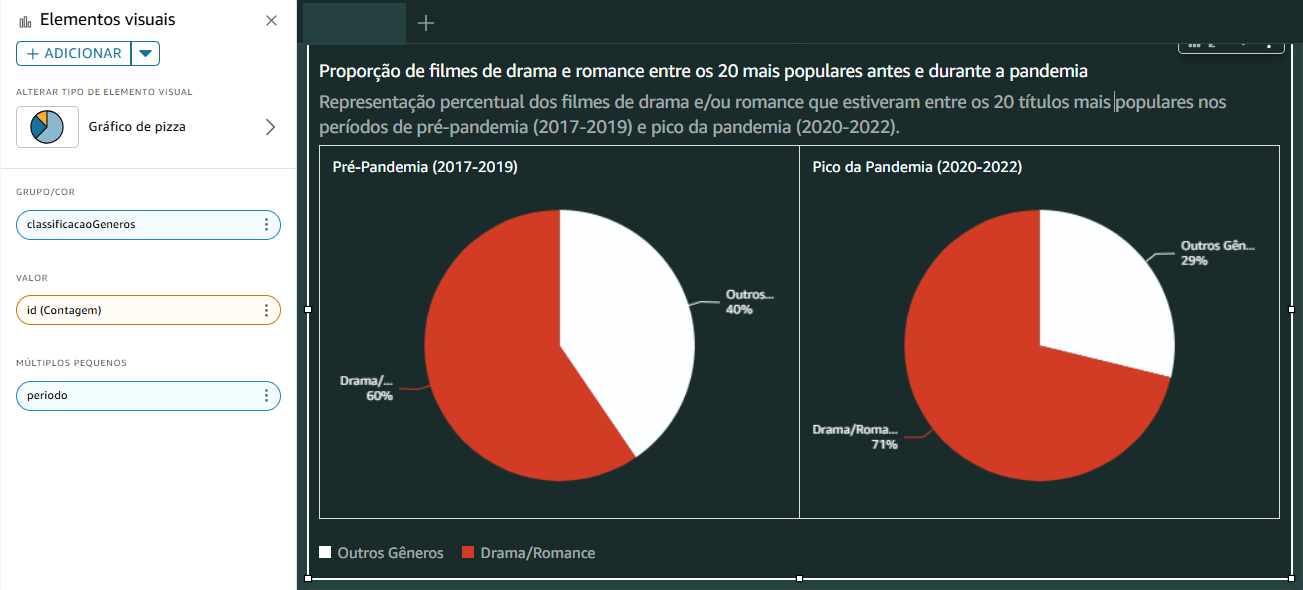 Elementos visuais
ADICIONAR
ALTERAR TIPO DE ELEMENTO VISUAL
Gráfico de pizza
GRUPO/COR
classificacaoGeneros
VALOR
id (Contagem)
MÚLTIPLOS PEQUENOS
periodo
Proporção de filmes de drama e romance entre os 20 mais populares antes e durante a pandemia
Representação percentual dos filmes de drama e/ou romance que estiveram entre os 20 títulos mais populares nos
períodos de pré-pandemia (2017-2019) e pico da pandemia (2020-2022).
Pré-Pandemia (2017-2019)
Outros...
40%
Drama/...
60%
Pico da Pandemia (2020-2022)
Outros Gên...
29%
Drama/Roma...
71%
Outros Gêneros
Drama/Romance